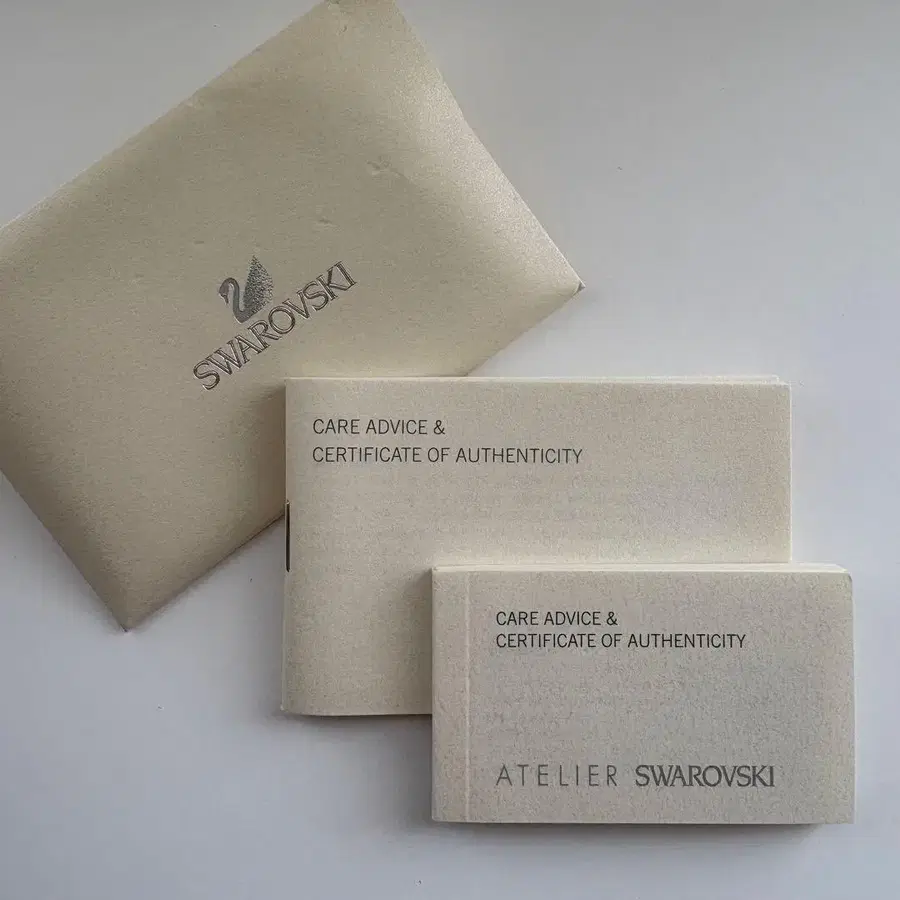 SWAROVSKI
CARE ADVICE &
CERTIFICATE OF AUTHENTICITY
CARE ADVICE &
CERTIFICATE OF AUTHENTICITY
ATELIER SWAROVSKI